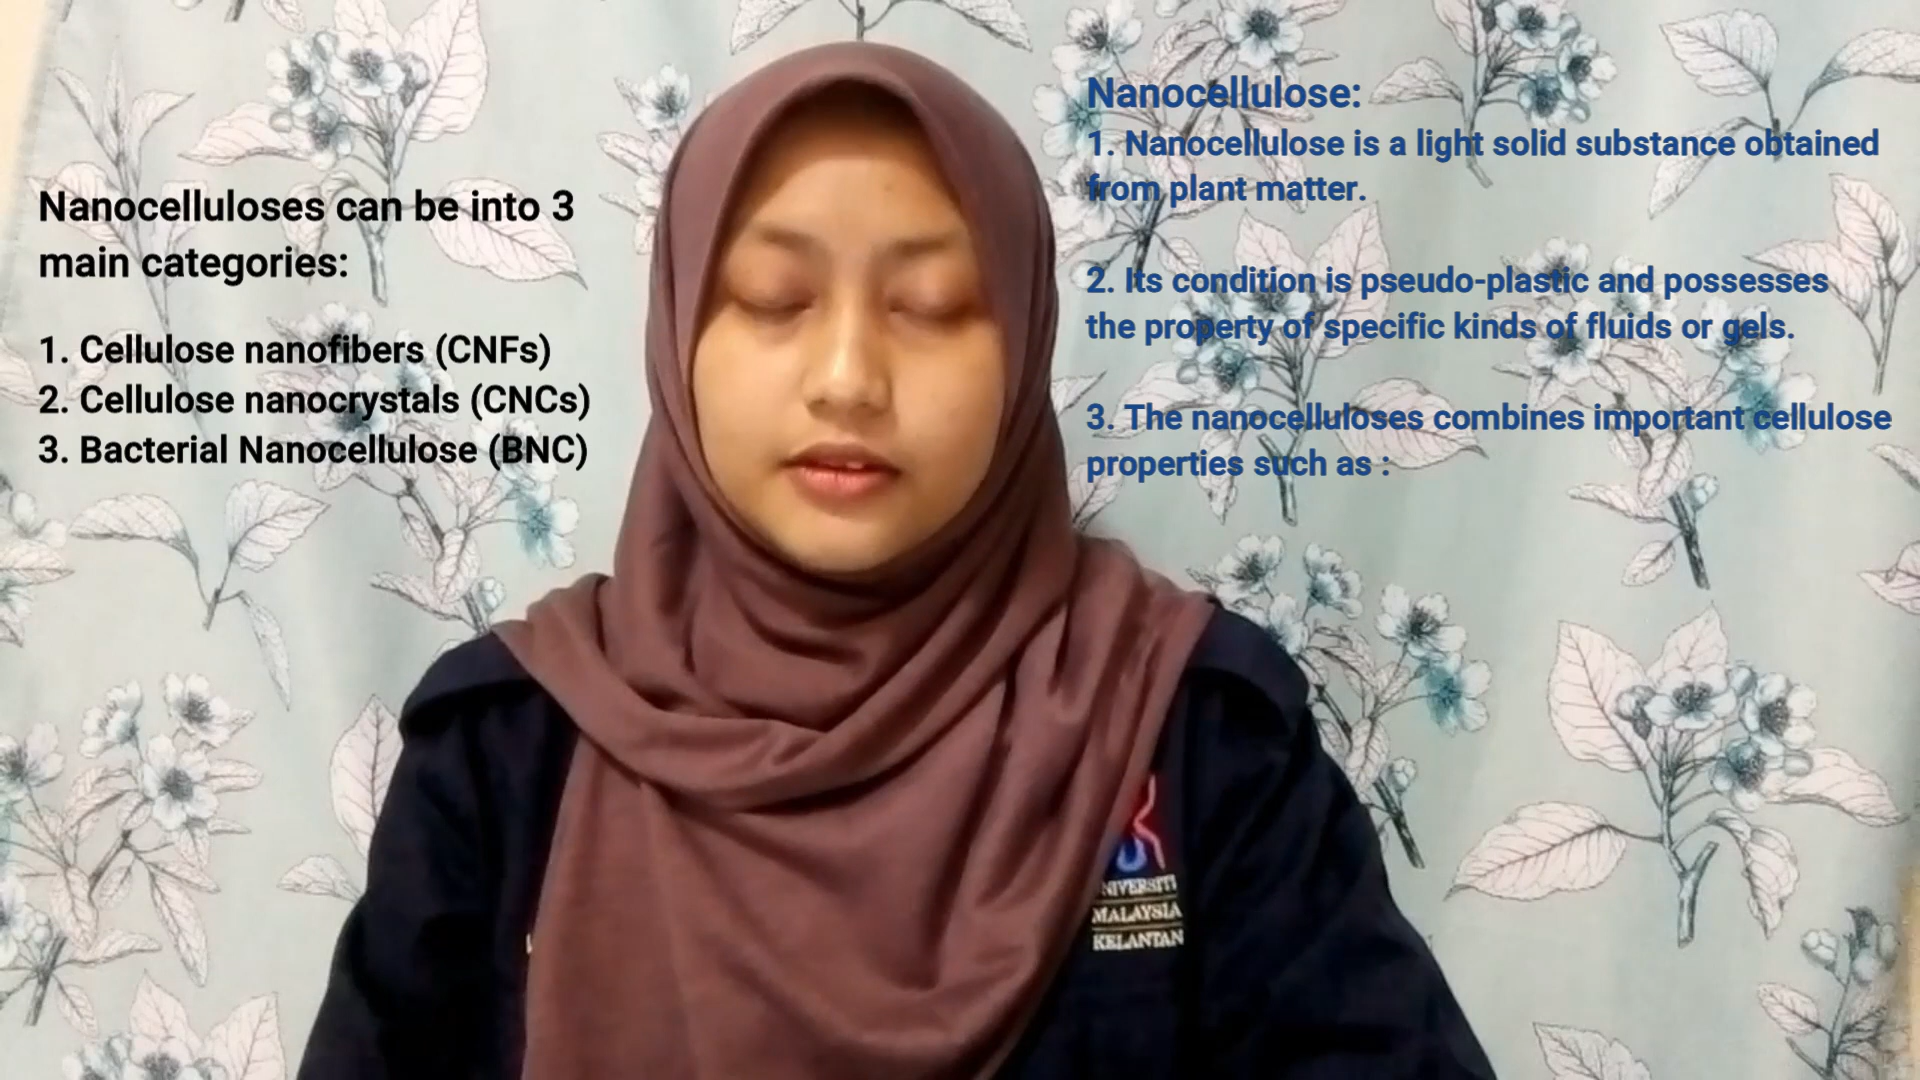 Nanocelluloses can be into 3
main categories:
1. Cellulose nanofibers (CNFs)
2. Cellulose nanocrystals (CNCs)
3. Bacterial Nanocellulose (BNC)
Nanocellulose:
1. Nanocellulose is a light solid substance obtained
from plant matter.
2. Its condition is pseudo-plastic and possesses
the property of specific kinds of fluids or gels.
3. The nanocelluloses combines important cellulose
properties such as :
UNIVERSITI
MALAYSIA
KELANTAN